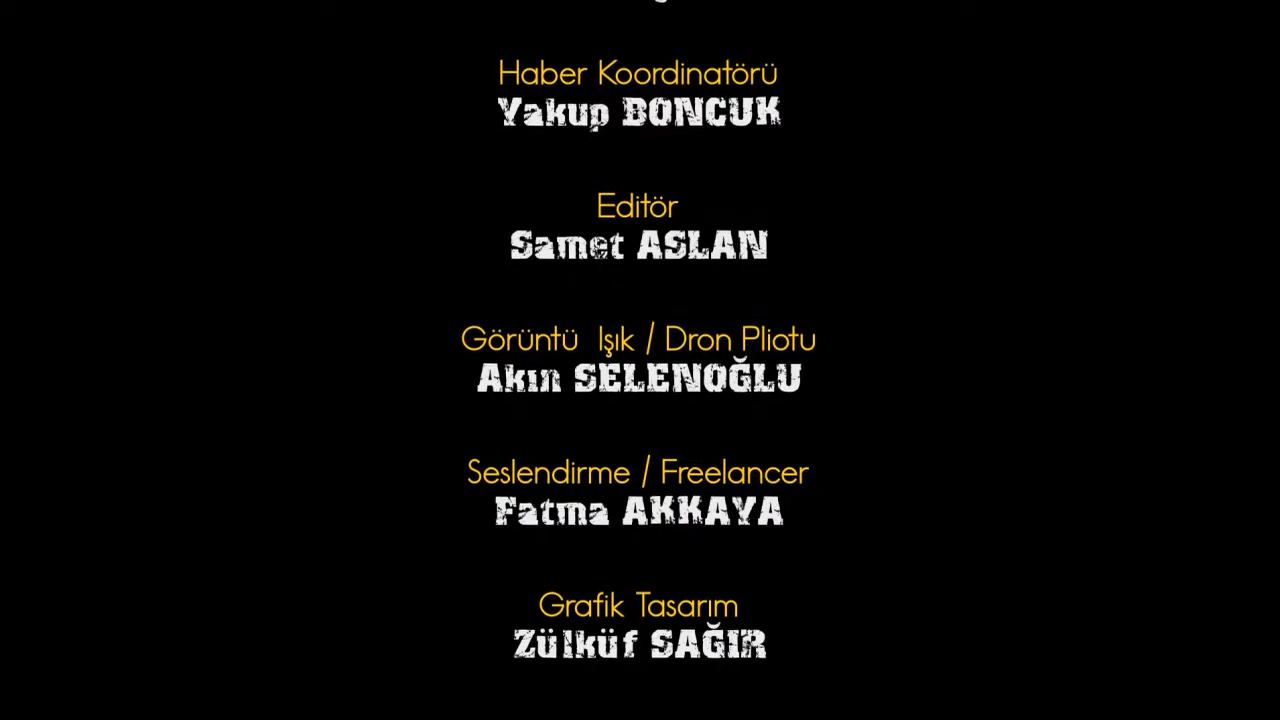 Haber Koordinatörü
Yakup BONCUK
Editör
Samet ASLAN
Görüntü  Işık / Dron Pliotu
Akın SELENOĞLU
Seslendirme / Freelancer
Fatma AKKAYA
Grafik Tasarım
Zülküf SAĞIR